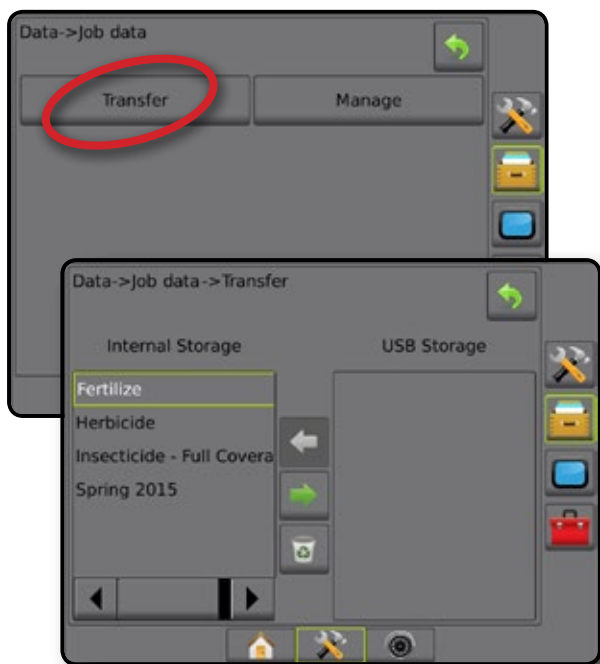 Data->Job data
Transfer
Manage
Data->Job data->Transfer
Internal Storage
USB Storage
Fertilize
Herbicide
Insecticide - Full Covera
Spring 2015